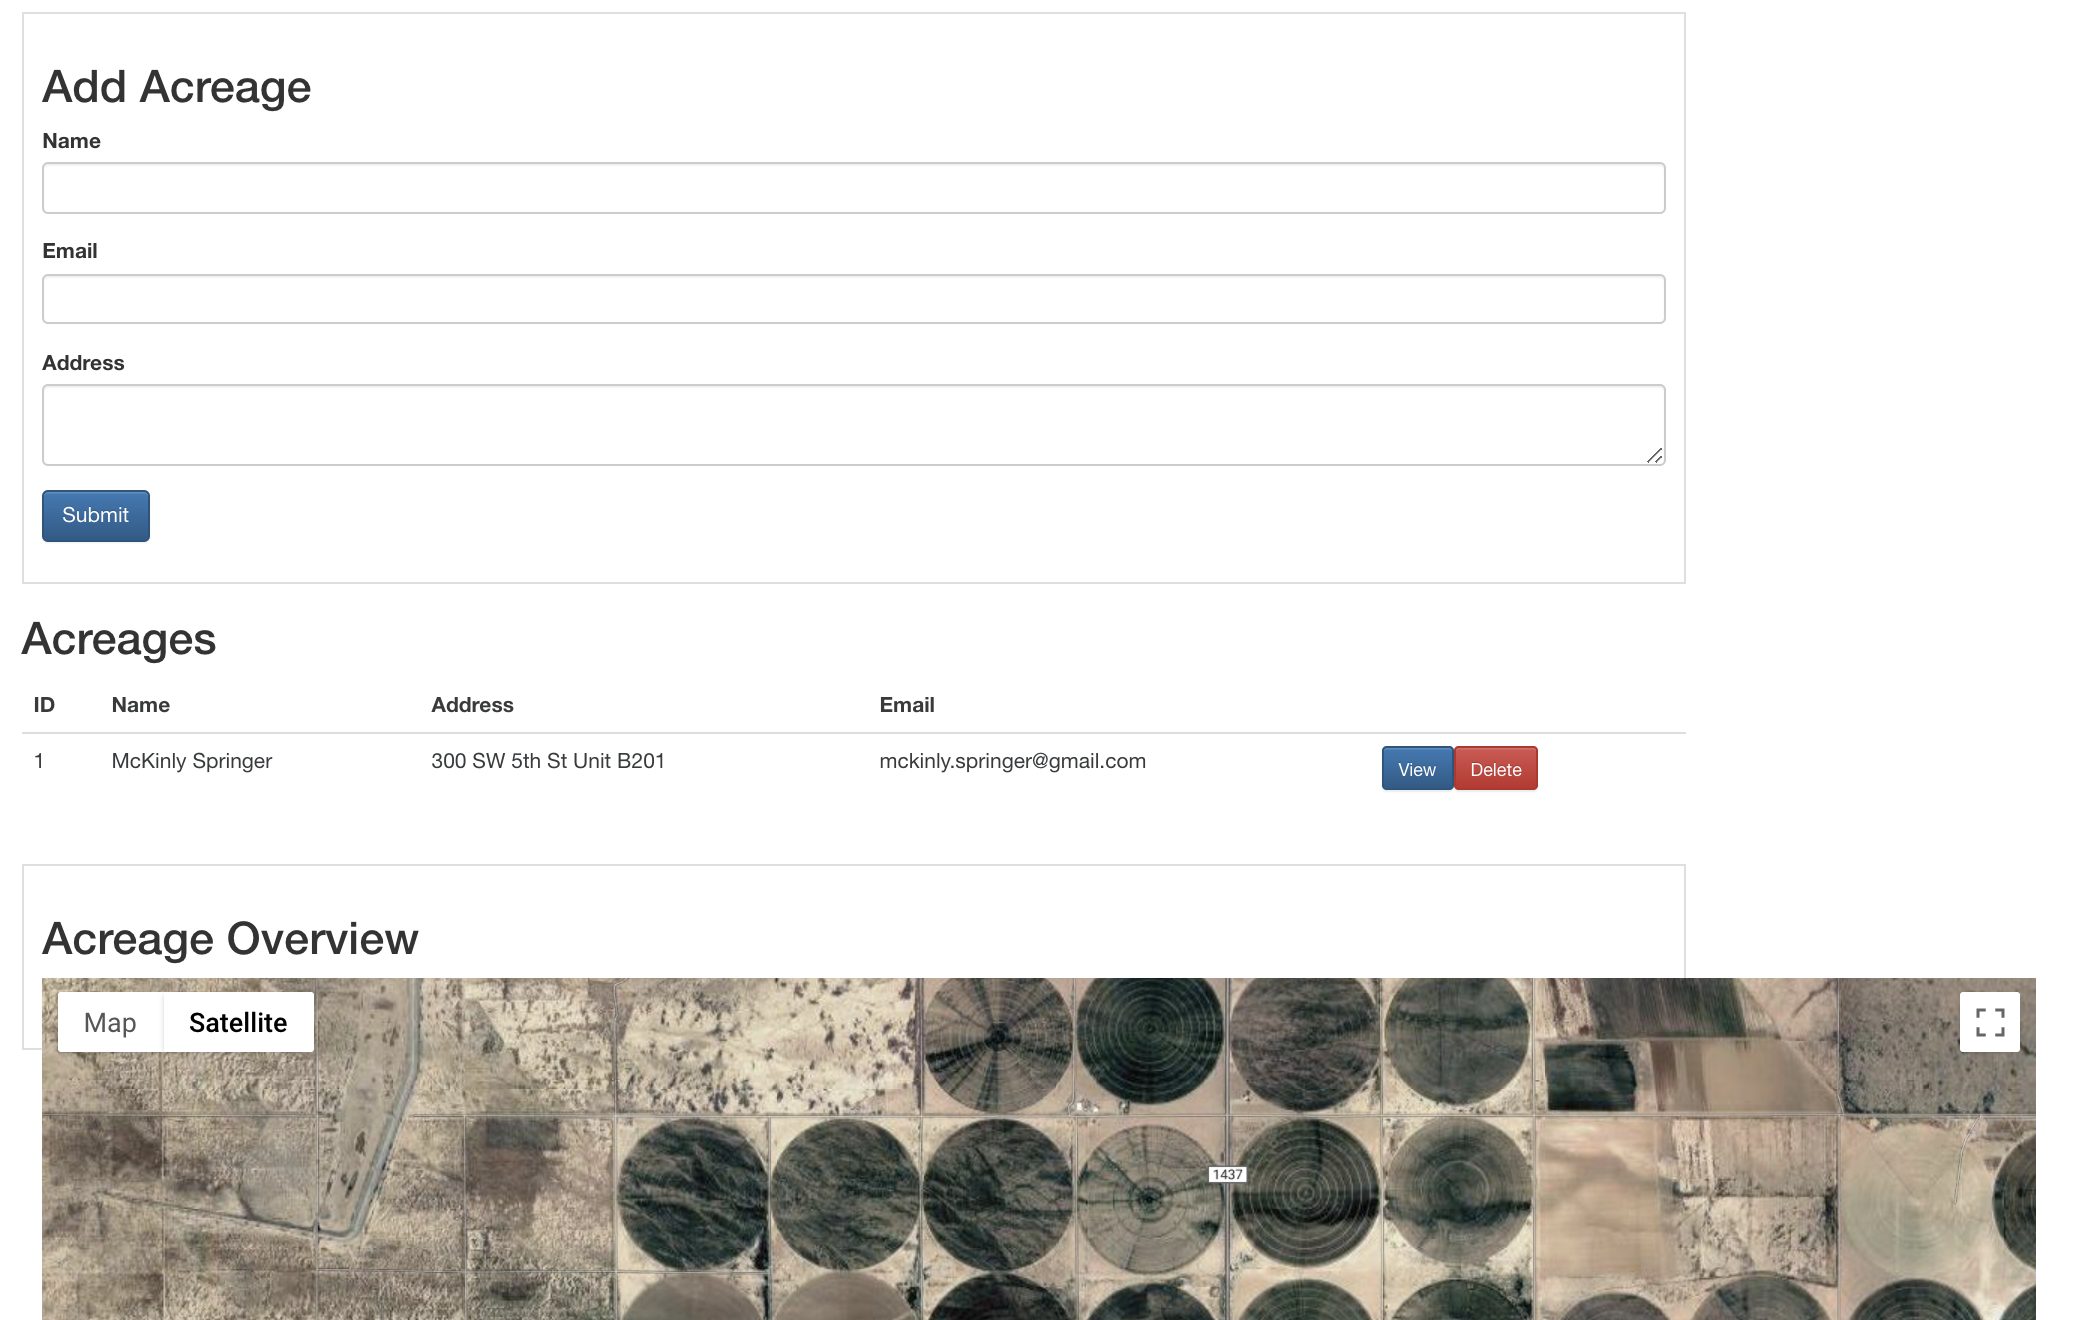 Add Acreage
Name
Email
Address
Submit
Acreages
ID Name Address Email
1 McKinly Springer 300 SW 5th St Unit B201 mckinly.springer@gmail.com View Delete
Acreage Overview
Map Satellite
1437